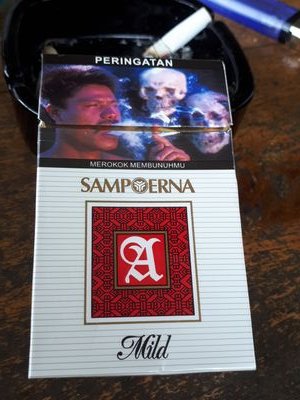 PERINGATAN
MEROKOK MEMBUNUHMU
SAMPOERNA
A
Mild